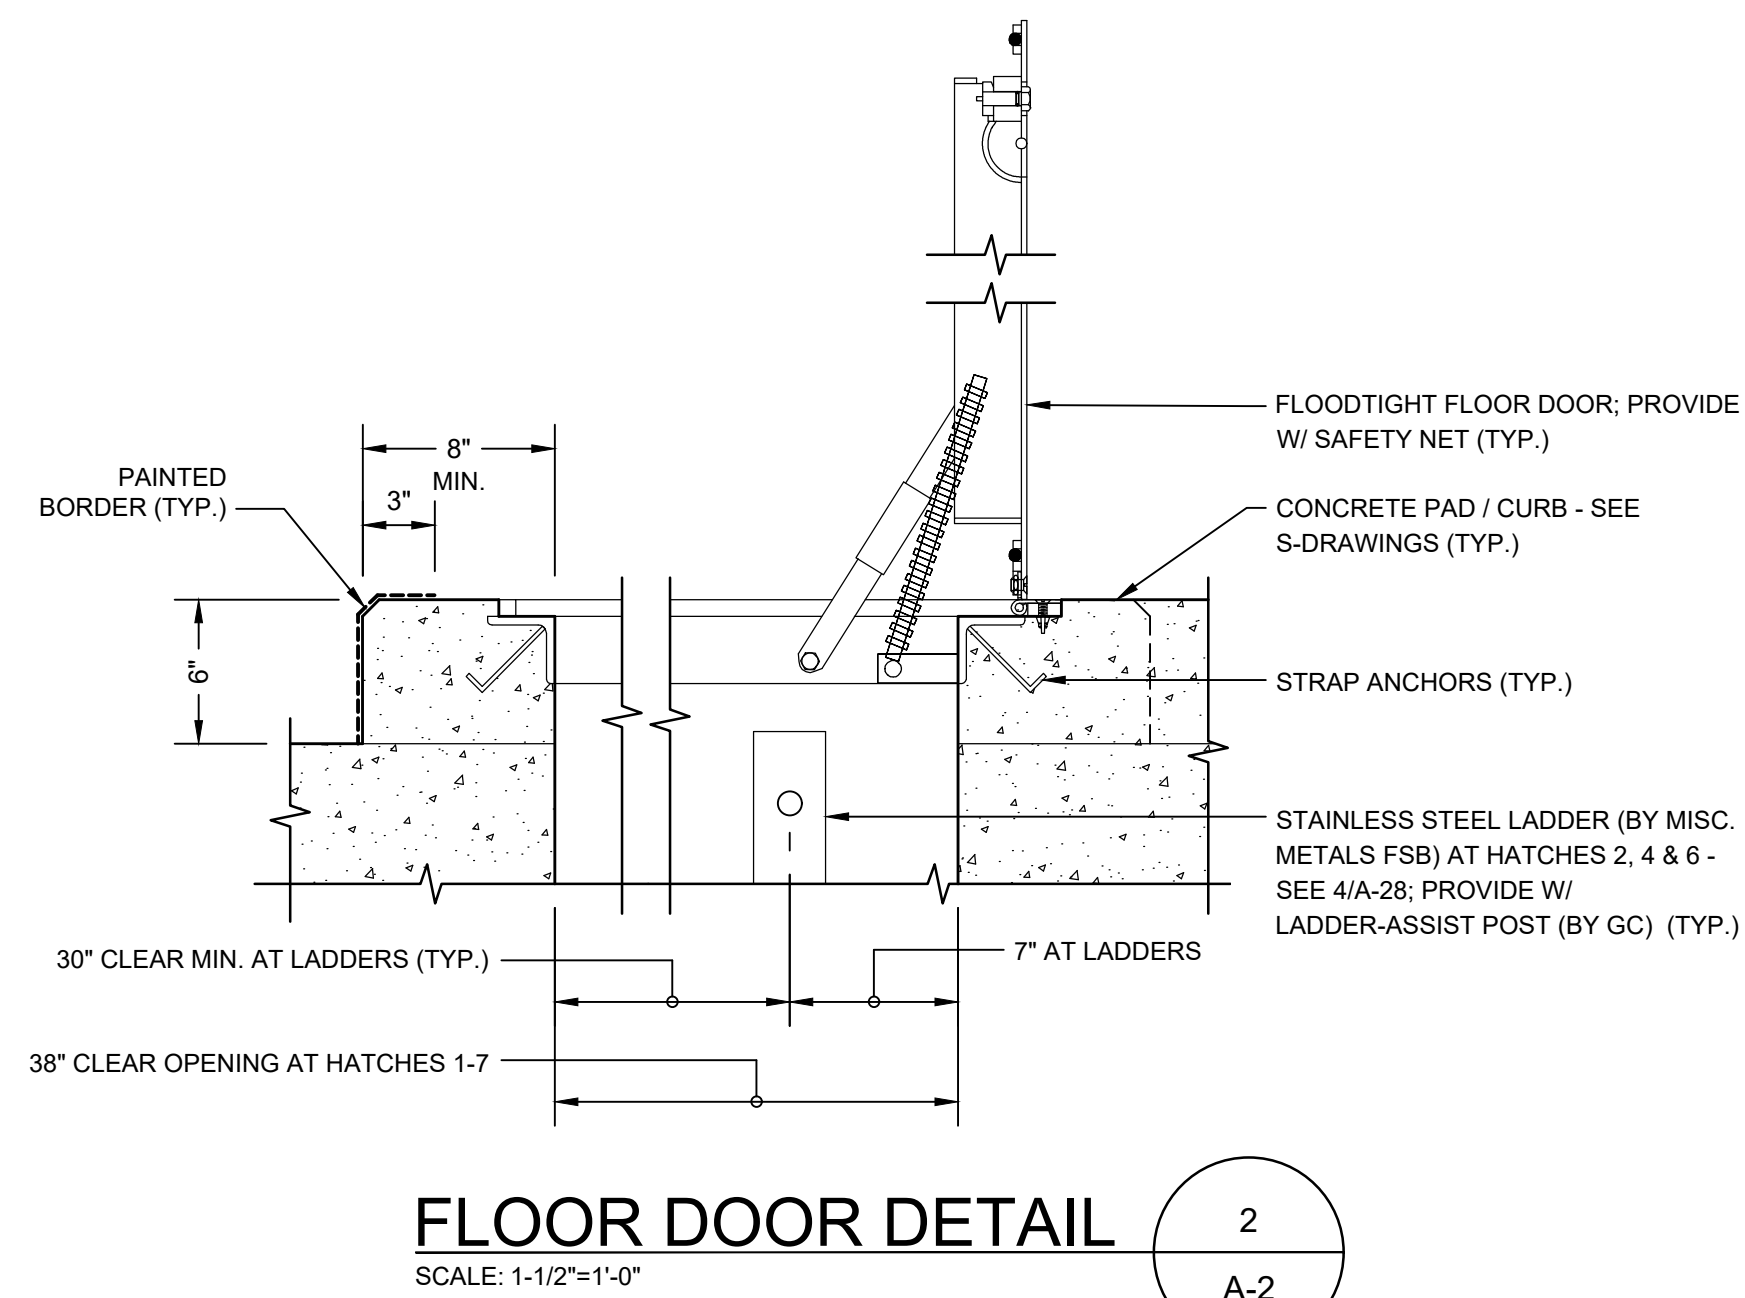 FLOODTIGHT FLOOR DOOR; PROVIDE
W/ SAFETY NET (TYP.)
8"
MIN.
3"
PAINTED
BORDER (TYP.)
CONCRETE PAD / CURB - SEE
S-DRAWINGS (TYP.)
6"
STRAP ANCHORS (TYP.)
STAINLESS STEEL LADDER (BY MISC.
METALS FSB) AT HATCHES 2, 4 & 6 -
SEE 4/A-28; PROVIDE W/
LADDER-ASSIST POST (BY GC) (TYP.)
30" CLEAR MIN. AT LADDERS (TYP.)
7" AT LADDERS
38" CLEAR OPENING AT HATCHES 1-7
FLOOR DOOR DETAIL
SCALE: 1-1/2"=1'-0"
2
A-2